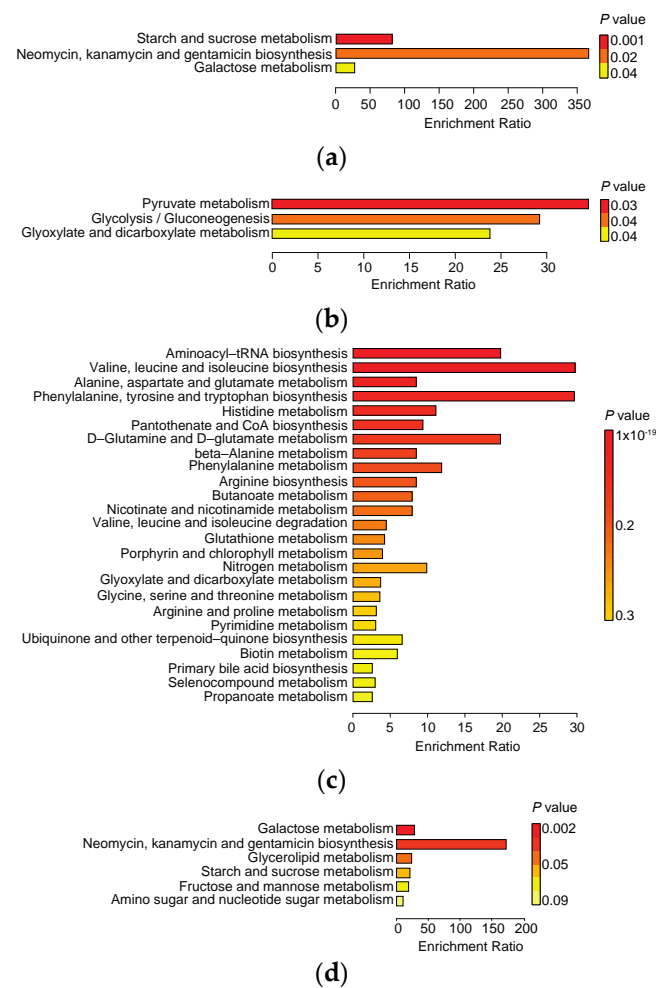 P value
Starch and sucrose metabolism
0.001
Neomycin, kanamycin and gentamicin biosynthesis
0.02
Galactose metabolism
0.04
0 50 100 150 200 250 300 350
Enrichment Ratio
(a)
P value
Pyruvate metabolism
0.03
Glycolysis / Gluconeogenesis
0.04
Glyoxylate and dicarboxylate metabolism
0.04
0 5 10 15 20 25 30
Enrichment Ratio
(b)
Aminoacyl–tRNA biosynthesis
Valine, leucine and isoleucine biosynthesis
Alanine, aspartate and glutamate metabolism
Phenylalanine, tyrosine and tryptophan biosynthesis
Histidine metabolism
P value
Pantothenate and CoA biosynthesis
D–Glutamine and D–glutamate metabolism
1x10-19
beta–Alanine metabolism
Phenylalanine metabolism
Arginine biosynthesis
Butanoate metabolism
Nicotinate and nicotinamide metabolism
Valine, leucine and isoleucine degradation
0.2
Glutathione metabolism
Porphyrin and chlorophyll metabolism
Nitrogen metabolism
Glyoxylate and dicarboxylate metabolism
Glycine, serine and threonine metabolism
Arginine and proline metabolism
0.3
Pyrimidine metabolism
Ubiquinone and other terpenoid–quinone biosynthesis
Biotin metabolism
Primary bile acid biosynthesis
Selenocompound metabolism
Propanoate metabolism
0 5 10 15 20 25 30
Enrichment Ratio
(c)
P value
Galactose metabolism
0.002
Neomycin, kanamycin and gentamicin biosynthesis
Glycerolipid metabolism
0.05
Starch and sucrose metabolism
Fructose and mannose metabolism
Amino sugar and nucleotide sugar metabolism
0.09
0 50 100 150 200
Enrichment Ratio
(d)